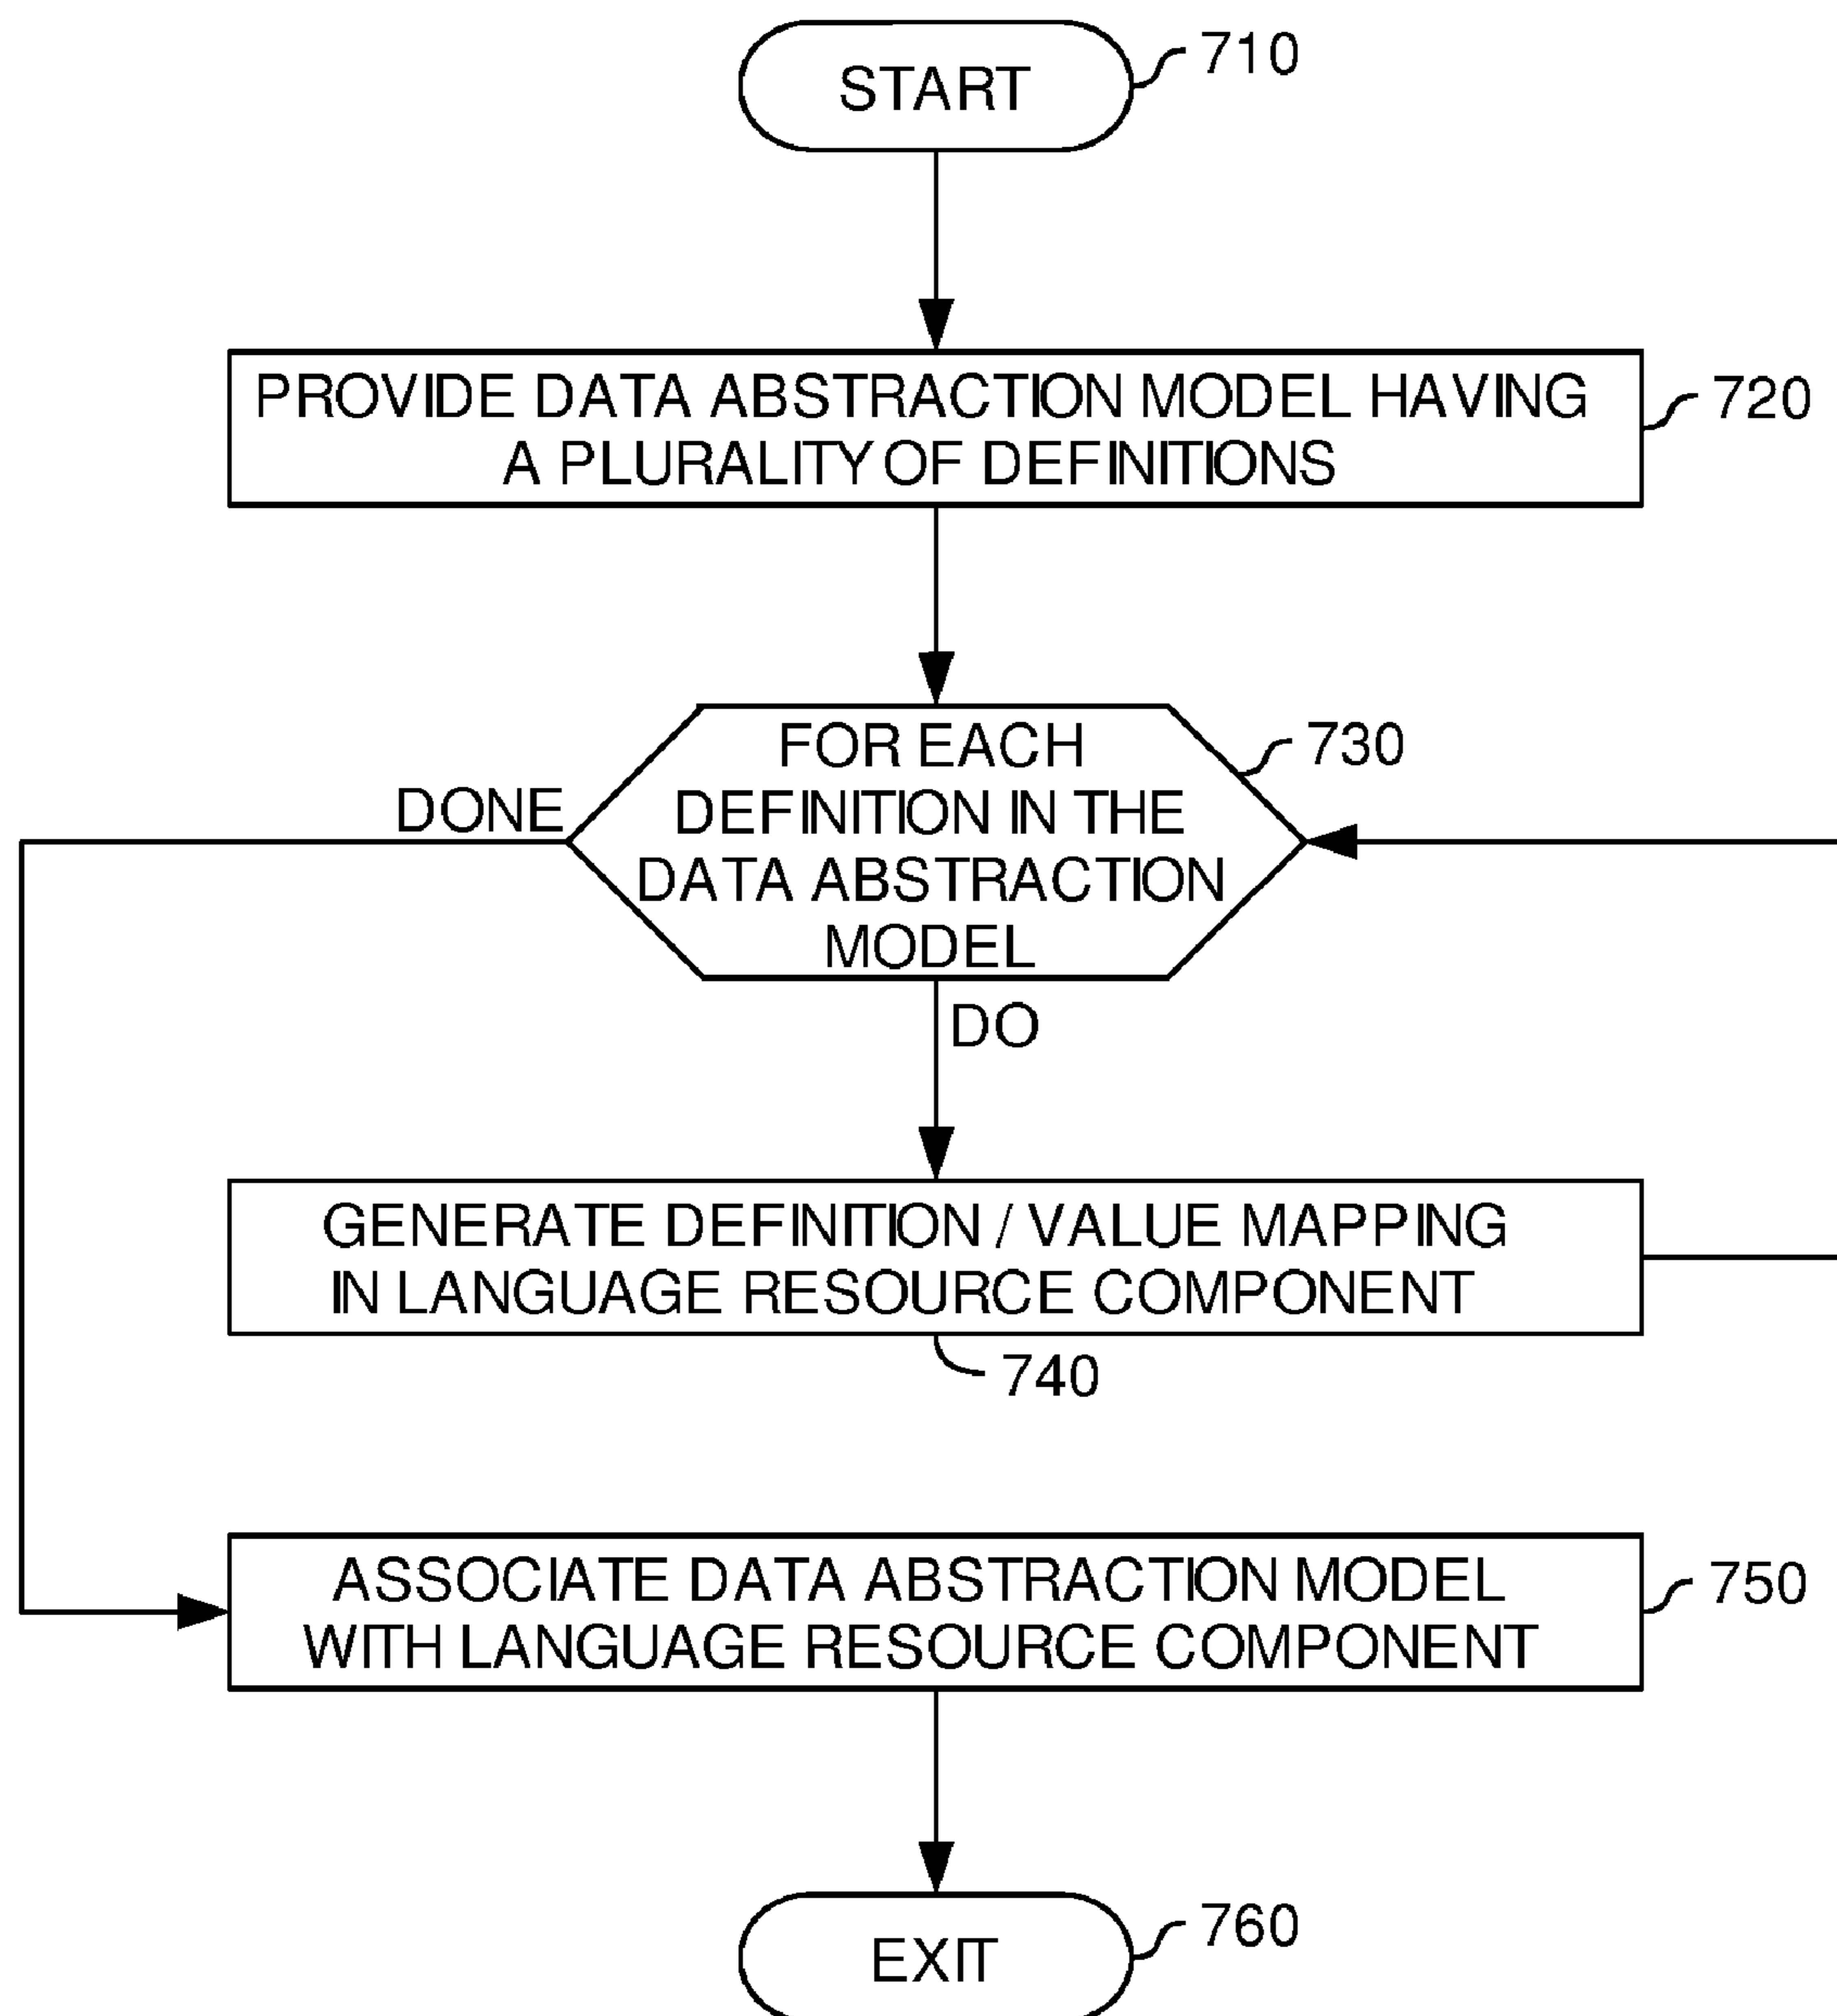 START
710
PROVIDE DATA ABSTRACTION MODEL HAVING
A PLURALITY OF DEFINITIONS
720
FOR EACH
DEFINITION IN THE
DATA ABSTRACTION
MODEL
730
DONE
DO
GENERATE DEFINITION / VALUE MAPPING
IN LANGUAGE RESOURCE COMPONENT
740
ASSOCIATE DATA ABSTRACTION MODEL
WITH LANGUAGE RESOURCE COMPONENT
750
EXIT
760